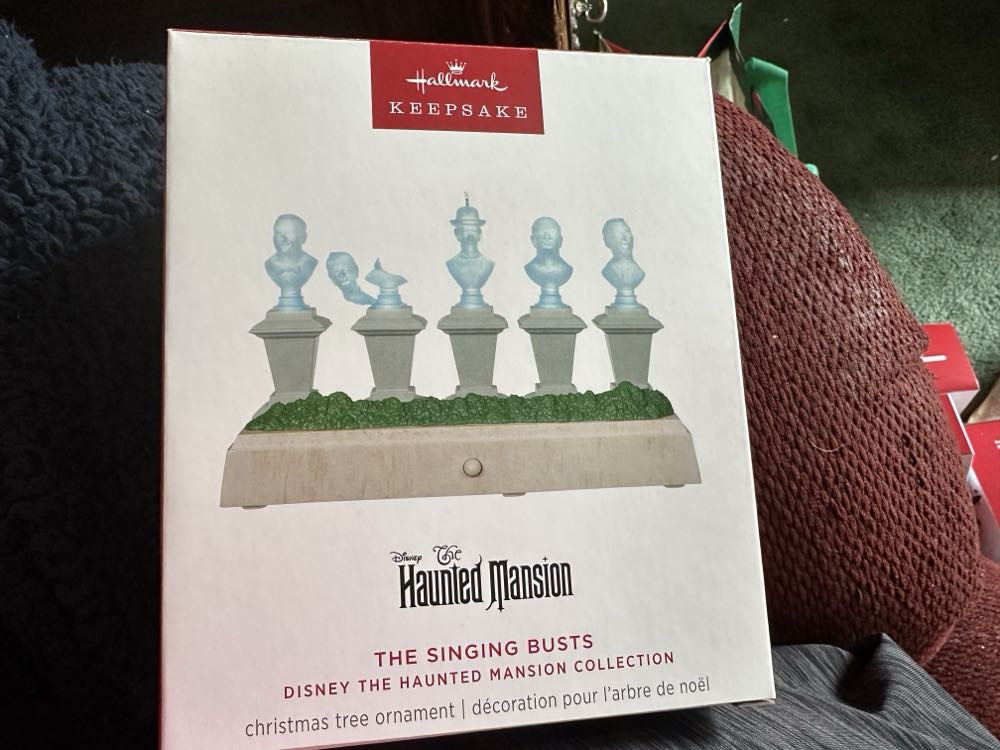 Hallmark
KEEPSAKE
Disney The
Haunted Mansion
THE SINGING BUSTS
DISNEY THE HAUNTED MANSION COLLECTION
christmas tree ornament | décoration pour l'arbre de noël